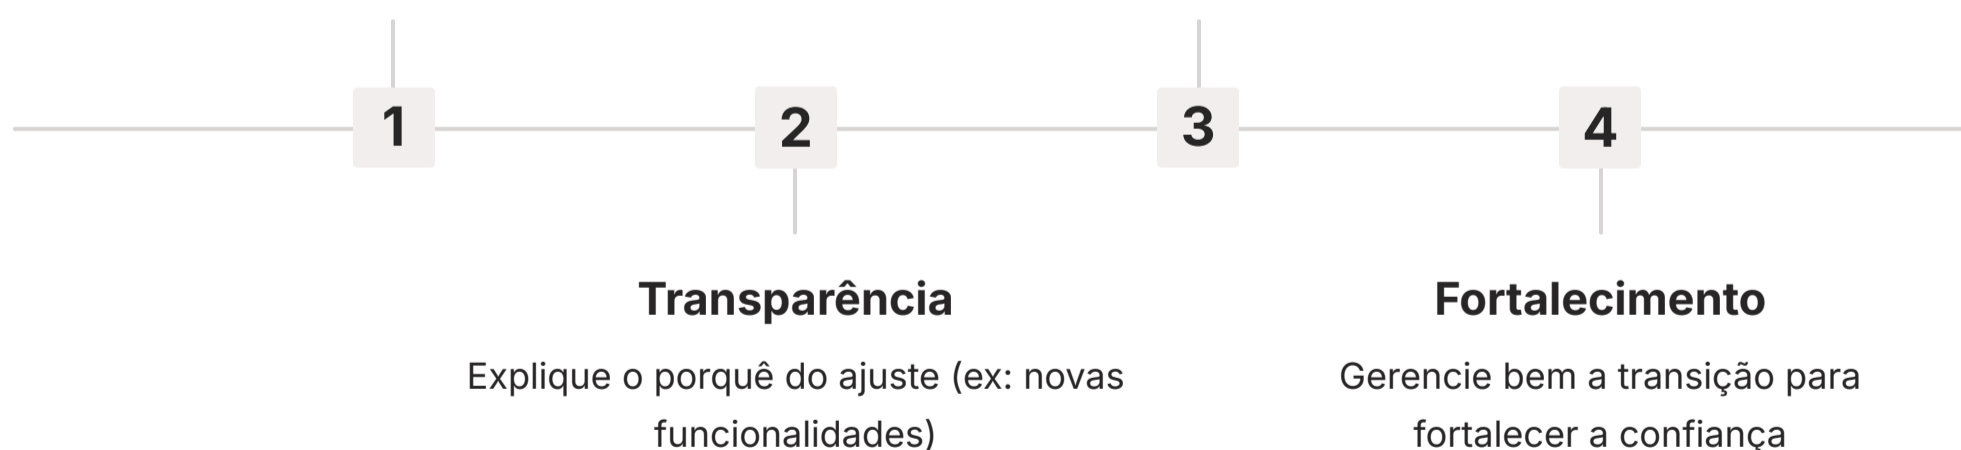 1
2
3
4
Transparência
Explique o porquê do ajuste (ex: novas
funcionalidades)
Fortalecimento
Gerencie bem a transição para
fortalecer a confiança